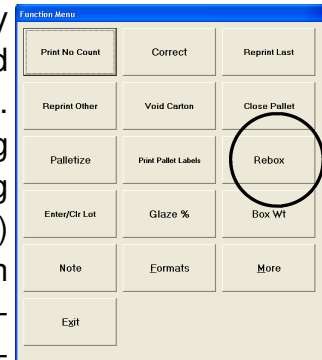 Function Menu
Print No Count Correct Reprint Last
Reprint Other Void Carton Close Pallet
Palletize Print Pallet Labels Rebox
Enter/Clr Lot Glaze % Box Wt
Note Formats More
Exit